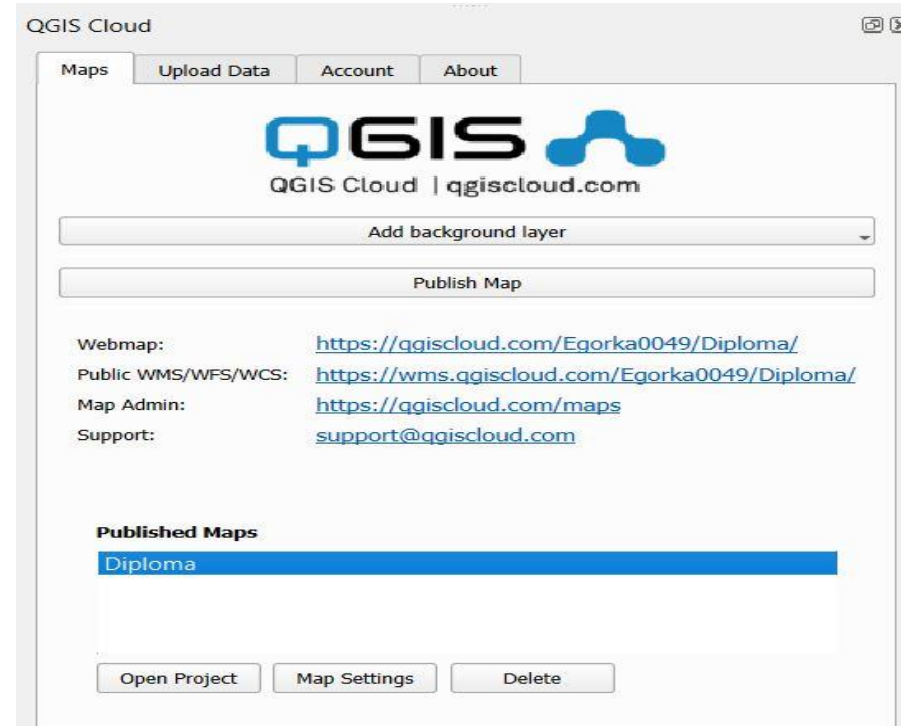 QGIS Cloud
Maps Upload Data Account About
QGIS
QGIS Cloud | qgiscloud.com
Add background layer
Publish Map
Webmap: https://qgiscloud.com/Egorka0049/Diploma/
Public WMS/WFS/WCS: https://wms.qgiscloud.com/Egorka0049/Diploma/
Map Admin: https://qgiscloud.com/maps
Support: support@qgiscloud.com
Published Maps
Diploma
Open Project Map Settings Delete